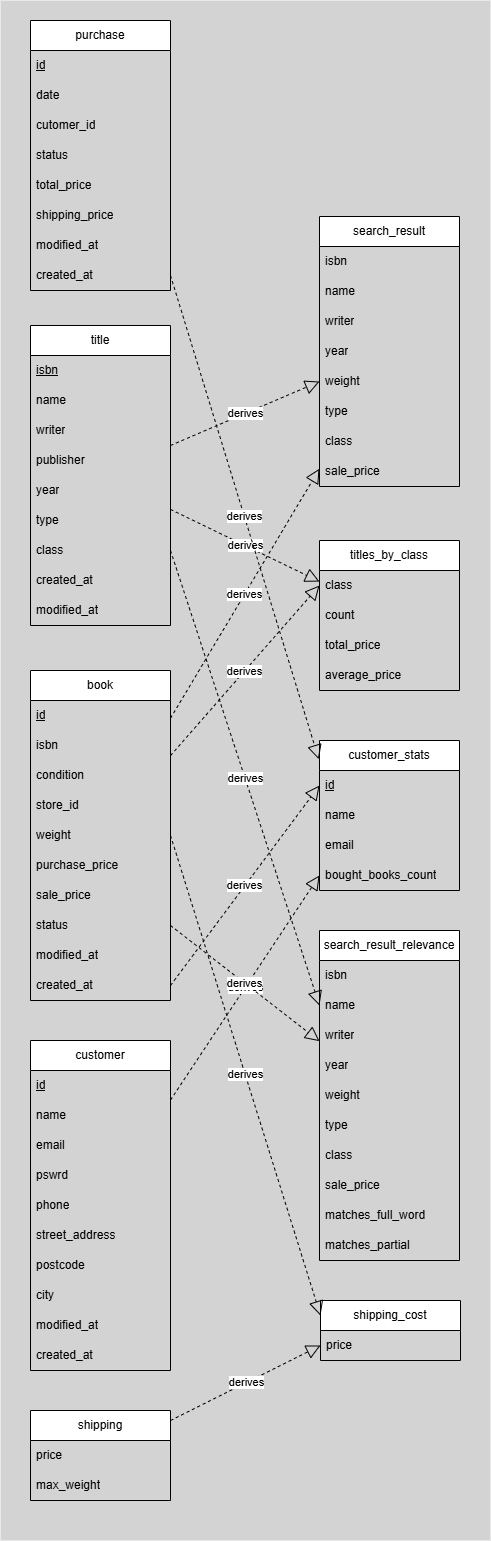 purchase
id
date
cutomer_id
status
total_price
shipping_price
modified_at
created_at
title
isbn
name
writer
publisher
year
type
class
created_at
modified_at
book
id
isbn
condition
store_id
weight
purchase_price
sale_price
status
modified_at
created_at
customer
id
name
email
pswrd
phone
street_address
postcode
city
modified_at
created_at
shipping
price
max_weight
derives
derives
derives
derives
derives
derives
derives
derives
derives
derives
search_result
isbn
name
writer
year
weight
type
class
sale_price
titles_by_class
class
count
total_price
average_price
customer_stats
id
name
email
bought_books_count
search_result_relevance
isbn
name
writer
year
weight
type
class
sale_price
matches_full_word
matches_partial
shipping_cost
price